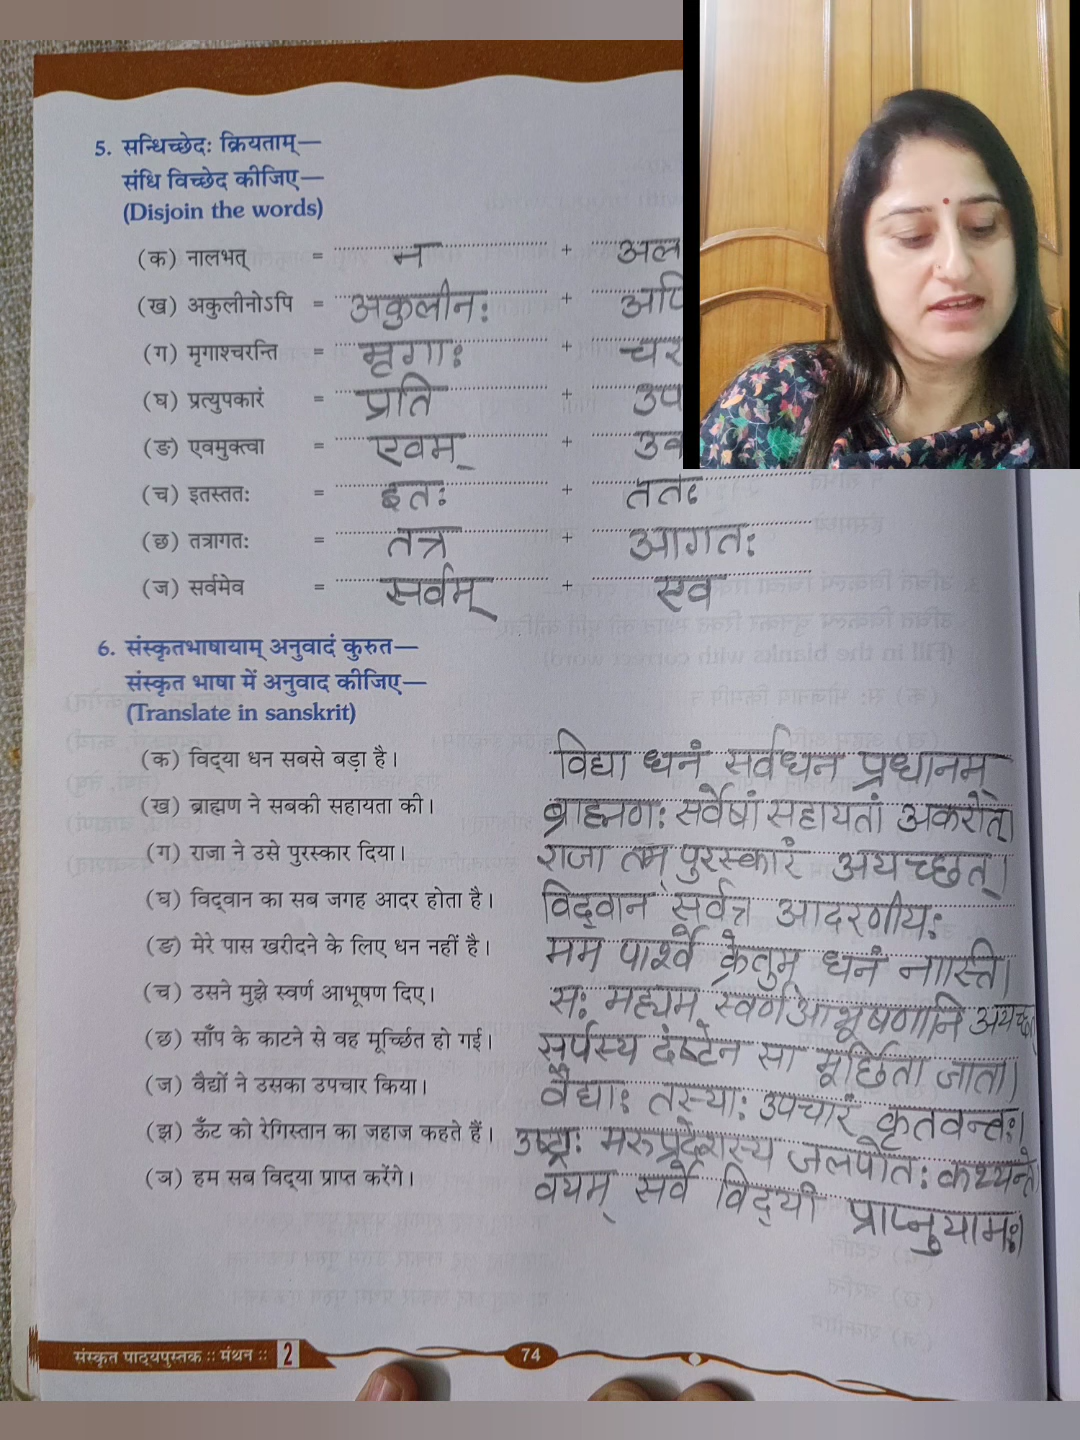 5. सन्धिच्छेदः क्रियताम्—
संधि विच्छेद कीजिए—
(Disjoin the words)
(क) नालभत् = न + अल
(ख) अकुलीनोऽपि = अकुलीनः + अपि
(ग) मृगाश्चरन्ति = मृगाः + चर
(घ) प्रत्युपकारं = प्रति + उप
(ङ) एवमुक्त्वा = एवम् + उक
(च) इतस्ततः = इतः + ततः
(छ) तत्रागतः = तत्र + आगतः
(ज) सर्वमेव = सर्वम् + एव
6. संस्कृतभाषायाम् अनुवादं कुरुत—
संस्कृत भाषा में अनुवाद कीजिए—
(Translate in sanskrit)
(क) विद्‌या धन सबसे बड़ा है। विद्या धनं सर्वधन प्रधानम्
(ख) ब्राह्मण ने सबकी सहायता की। ब्राह्मणः सर्वेषां सहायतां अकरोत्।
(ग) राजा ने उसे पुरस्कार दिया। राजा तम् पुरस्कारं अयच्छत्।
(घ) विद्‌वान का सब जगह आदर होता है। विद्‌वान सर्वत्र आदरणीयः
(ङ) मेरे पास खरीदने के लिए धन नहीं है। मम पार्श्वे क्रेतुम् धनं नास्ति।
(च) उसने मुझे स्वर्ण आभूषण दिए। सः मह्यम् स्वर्णआभूषणानि अयच्छत्
(छ) साँप के काटने से वह मूर्च्छित हो गई। सर्पस्य दंष्टेन सा मूर्छिता जाता।
(ज) वैद्यों ने उसका उपचार किया। वैद्याः तस्याः उपचारं कृतवन्तः।
(झ) ऊँट को रेगिस्तान का जहाज कहते हैं। उष्ट्राः मरुप्रदेशस्य जलपोतः कथ्यन्ते
(ञ) हम सब विद्‌या प्राप्त करेंगे। वयम् सर्वे विद्‌यां प्राप्नुयामः।
संस्कृत पाठ्यपुस्तक :: मंथन :: 2 74